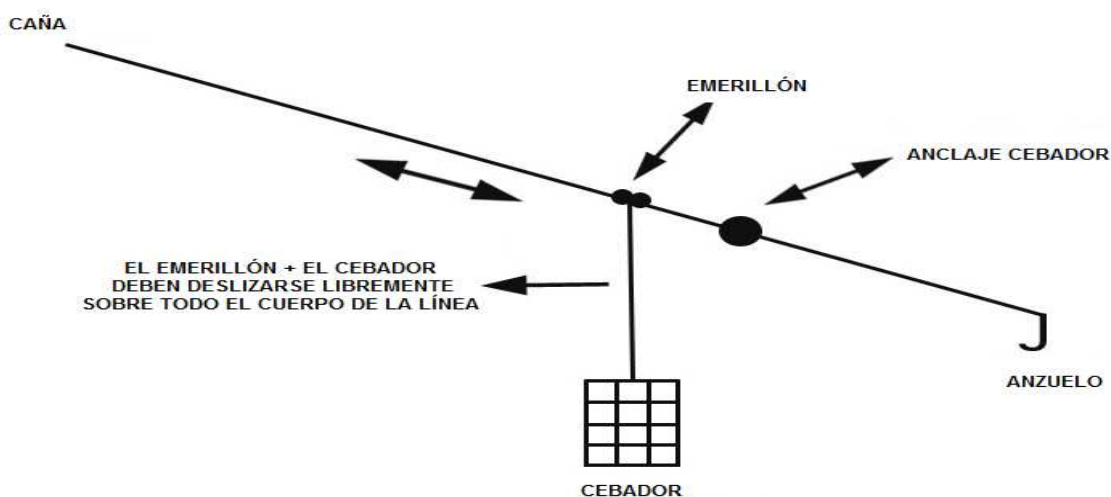 CAÑA
EMERILLÓN
ANCLAJE CEBADOR
EL EMERILLÓN + EL CEBADOR
DEBEN DESLIZARSE LIBREMENTE
SOBRE TODO EL CUERPO DE LA LÍNEA
ANZUELO
CEBADOR